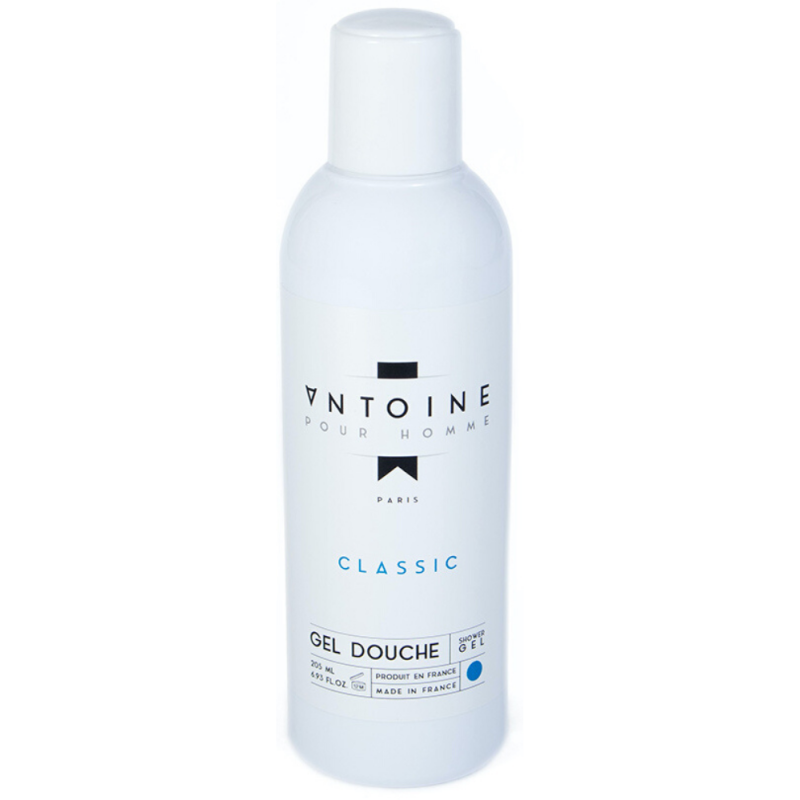 ANTOINE
POUR HOMME
PARIS
CLASSIC
GEL DOUCHE
SHOWER
GEL
205 ML
6.93 FL.OZ.
PRODUIT EN FRANCE
MADE IN FRANCE